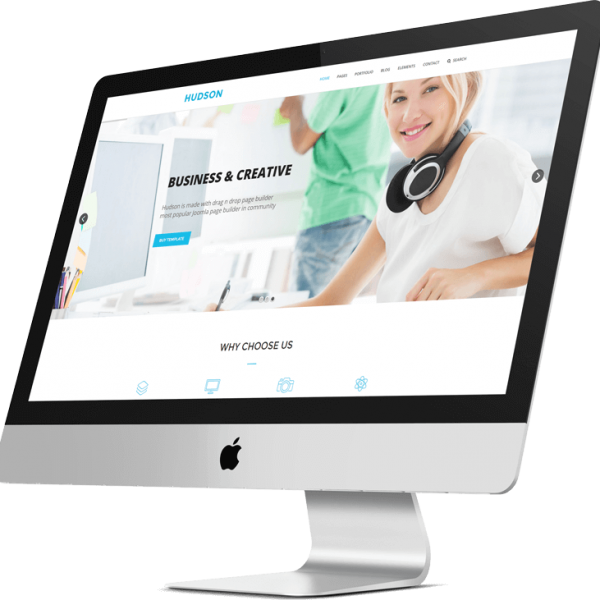 HUDSON
HOME PAGES PORTFOLIO BLOG ELEMENTS CONTACT SEARCH
BUSINESS & CREATIVE
Hudson is made with drag n drop page builder
most popular Joomla page builder in community
BUY TEMPLATE
WHY CHOOSE US